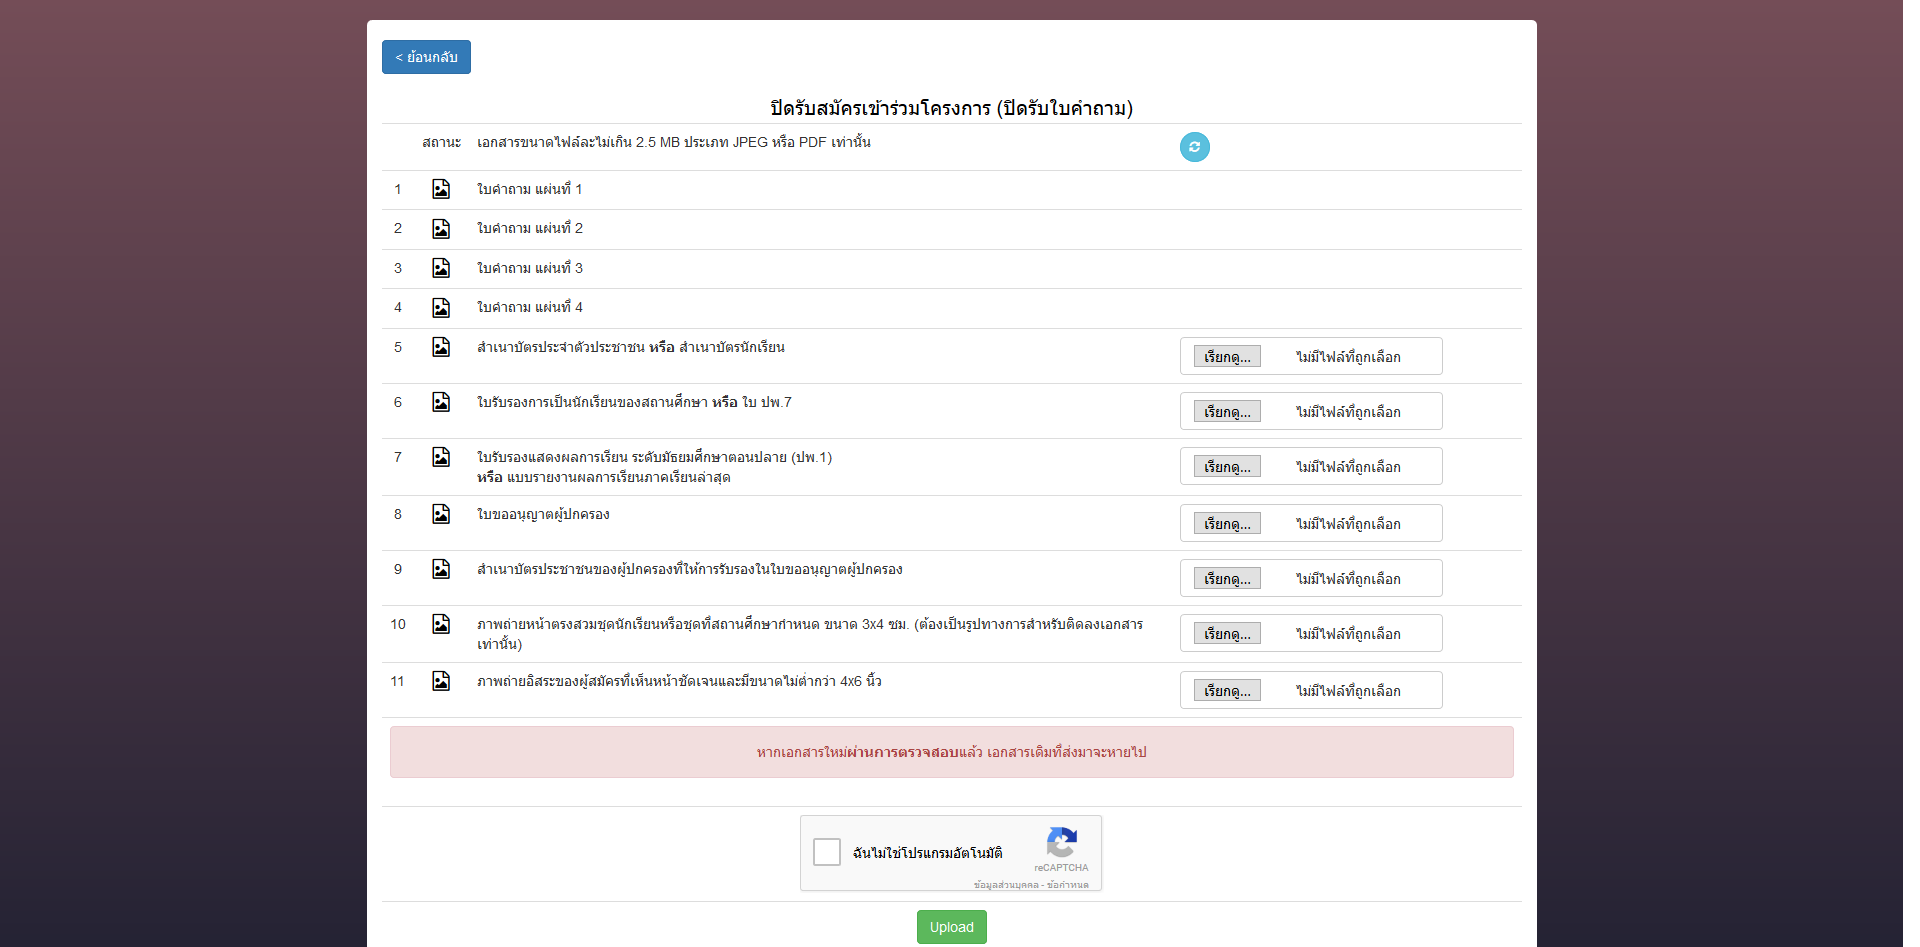 < ย้อนกลับ
ปิดรับสมัครเข้าร่วมโครงการ (ปิดรับใบคำถาม)
สถานะ เอกสารขนาดไฟล์ละไม่เกิน 2.5 MB ประเภท JPEG หรือ PDF เท่านั้น
1 ใบคำถาม แผ่นที่ 1
2 ใบคำถาม แผ่นที่ 2
3 ใบคำถาม แผ่นที่ 3
4 ใบคำถาม แผ่นที่ 4
5 สำเนาบัตรประจำตัวประชาชน หรือ สำเนาบัตรนักเรียน เรียกดู... ไม่มีไฟล์ที่ถูกเลือก
6 ใบรับรองการเป็นนักเรียนของสถานศึกษา หรือ ใบ ปพ.7 เรียกดู... ไม่มีไฟล์ที่ถูกเลือก
7 ใบรับรองแสดงผลการเรียน ระดับมัธยมศึกษาตอนปลาย (ปพ.1) เรียกดู... ไม่มีไฟล์ที่ถูกเลือก
หรือ แบบรายงานผลการเรียนภาคเรียนล่าสุด
8 ใบขออนุญาตผู้ปกครอง เรียกดู... ไม่มีไฟล์ที่ถูกเลือก
9 สำเนาบัตรประชาชนของผู้ปกครองที่ให้การรับรองในใบขออนุญาตผู้ปกครอง เรียกดู... ไม่มีไฟล์ที่ถูกเลือก
10 ภาพถ่ายหน้าตรงสวมชุดนักเรียนหรือชุดที่สถานศึกษากำหนด ขนาด 3x4 ซม. (ต้องเป็นรูปทางการสำหรับติดลงเอกสาร เรียกดู... ไม่มีไฟล์ที่ถูกเลือก
เท่านั้น)
11 ภาพถ่ายอิสระของผู้สมัครที่เห็นหน้าชัดเจนและมีขนาดไม่ต่ำกว่า 4x6 นิ้ว เรียกดู... ไม่มีไฟล์ที่ถูกเลือก
หากเอกสารใหม่ผ่านการตรวจสอบแล้ว เอกสารเดิมที่ส่งมาจะหายไป
ฉันไม่ใช่โปรแกรมอัตโนมัติ
reCAPTCHA
ข้อมูลส่วนบุคคล - ข้อกำหนด
Upload